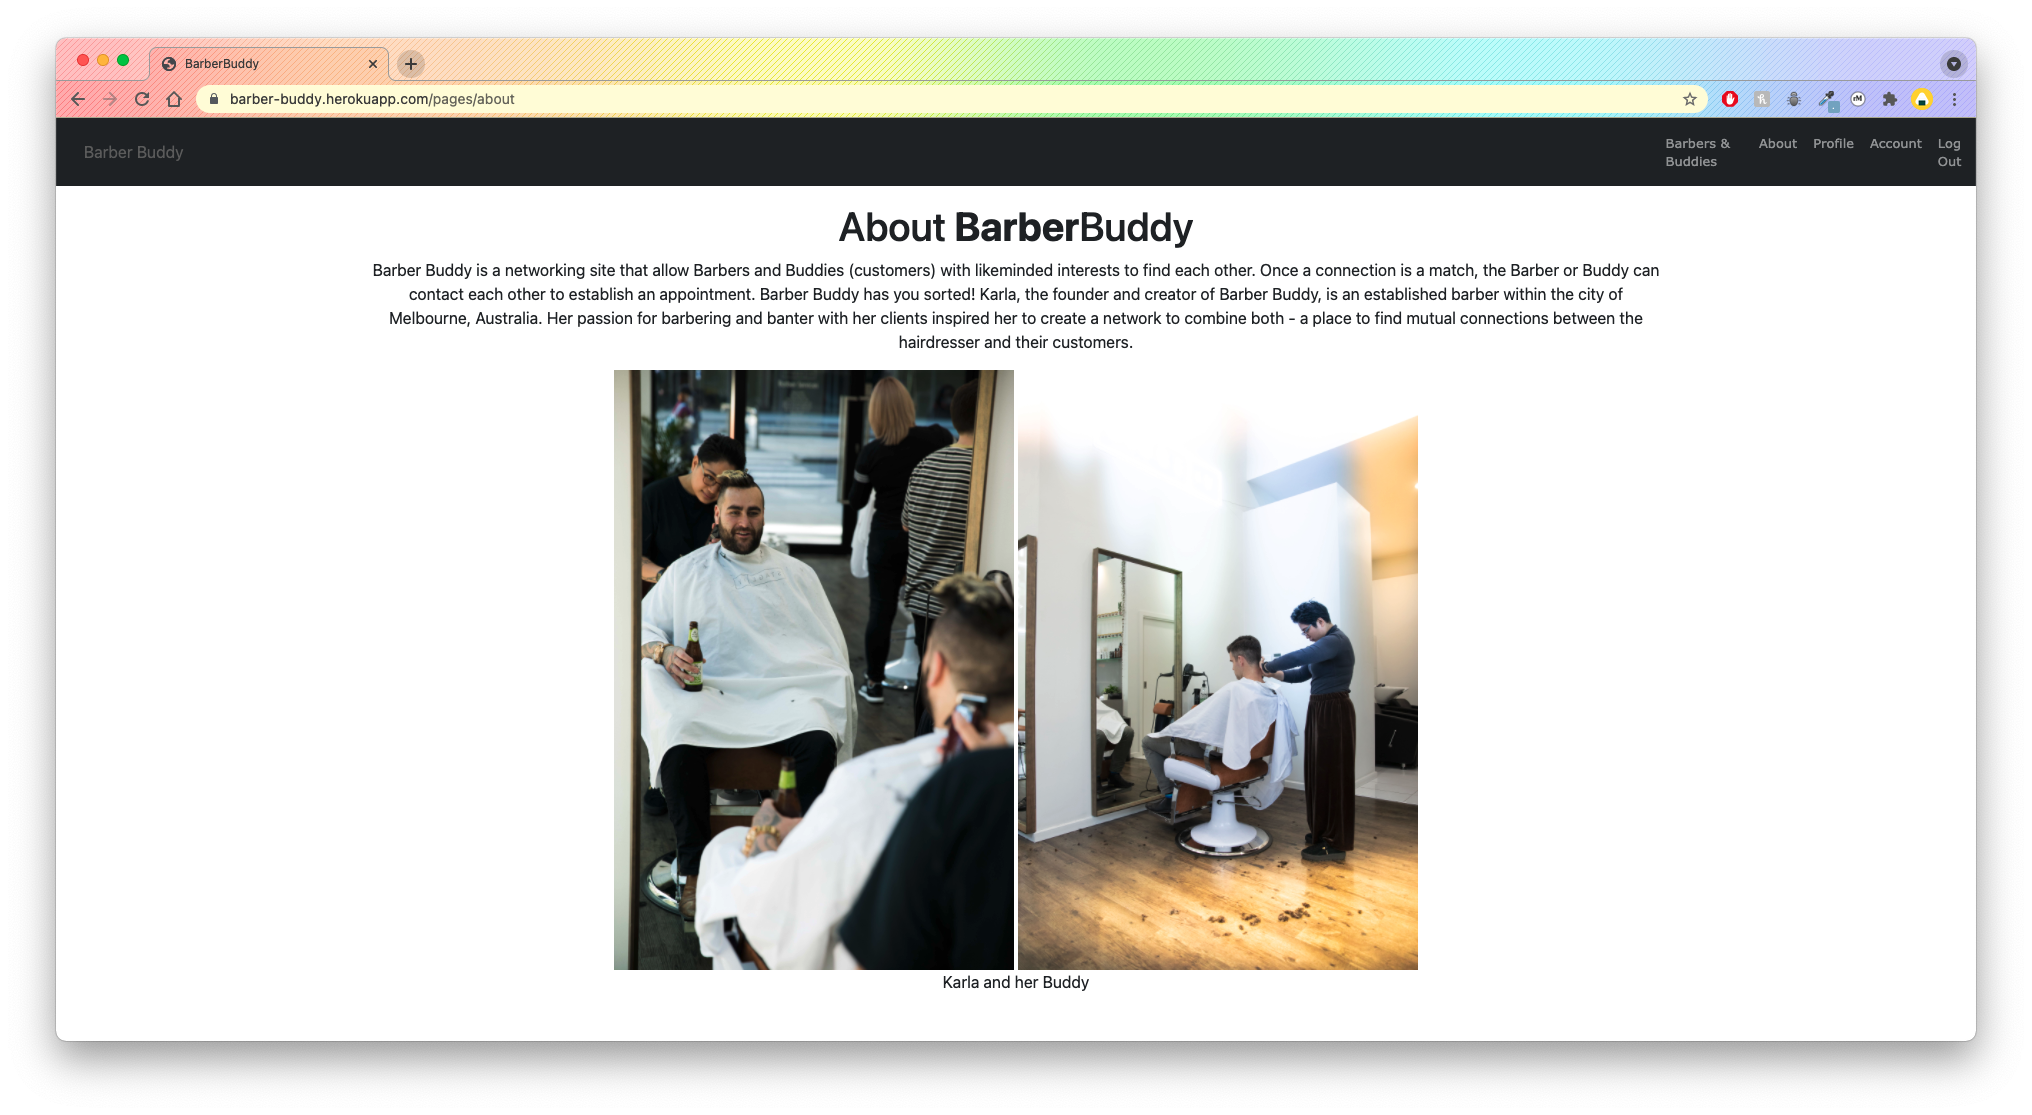 BarberBuddy
barber-buddy.herokuapp.com/pages/about
Barber Buddy
Barbers & Buddies
About
Profile
Account
Log Out
About BarberBuddy
Barber Buddy is a networking site that allow Barbers and Buddies (customers) with likeminded interests to find each other. Once a connection is a match, the Barber or Buddy can
contact each other to establish an appointment. Barber Buddy has you sorted! Karla, the founder and creator of Barber Buddy, is an established barber within the city of
Melbourne, Australia. Her passion for barbering and banter with her clients inspired her to create a network to combine both - a place to find mutual connections between the
hairdresser and their customers.
Karla and her Buddy